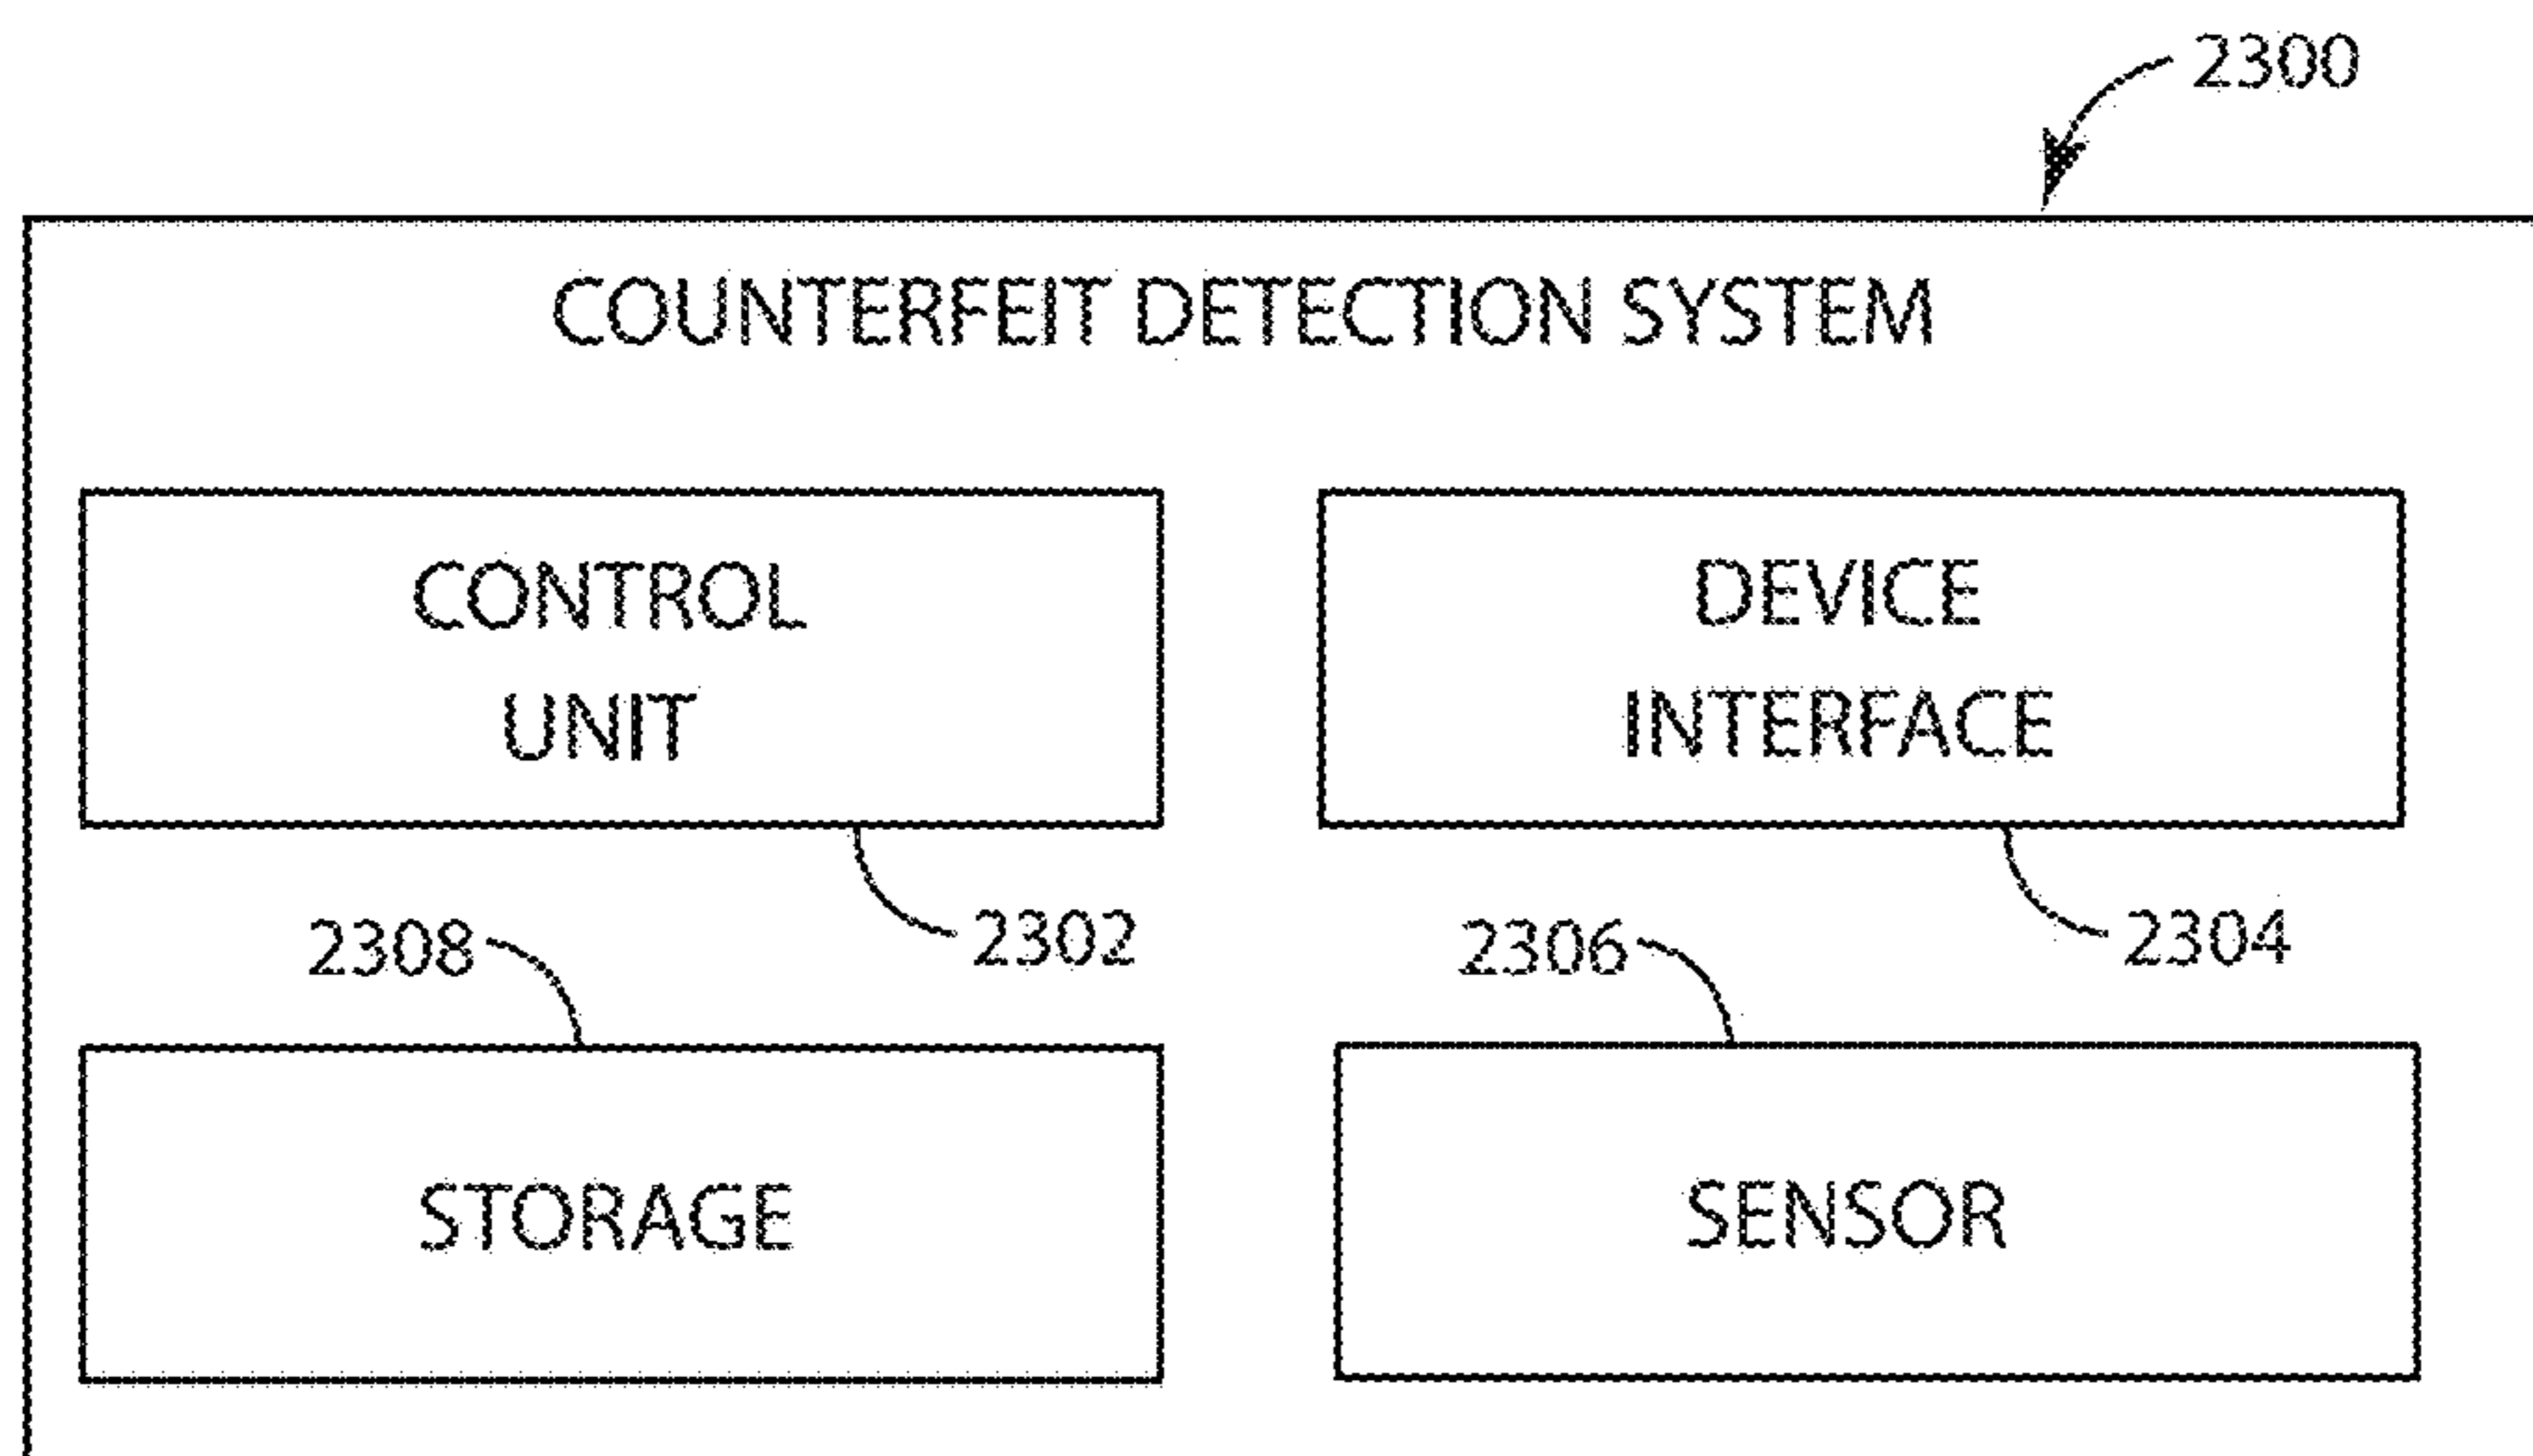 2300
COUNTERFEIT DETECTION SYSTEM
CONTROL
UNIT
DEVICE
INTERFACE
2302
2304
2308
2306
STORAGE
SENSOR